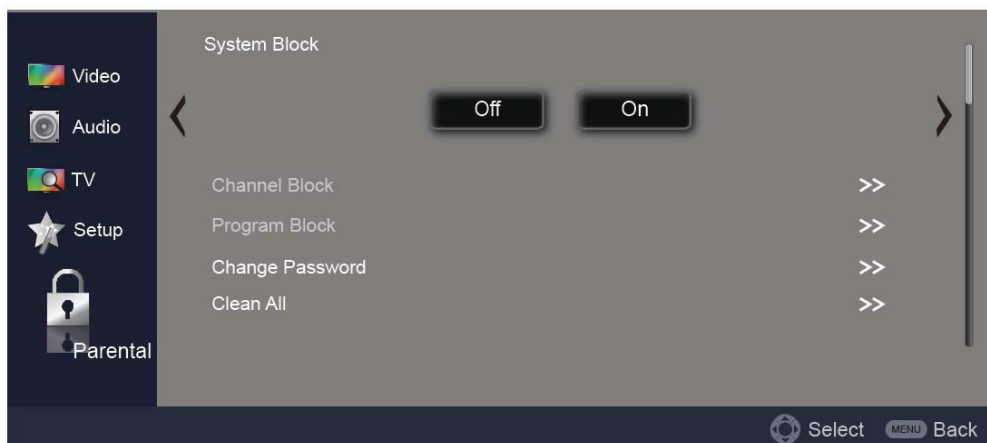 System Block
Video
Off
On
Audio
TV
Channel Block >>
Setup
Program Block >>
Change Password >>
Clean All >>
Parental
Select
MENU Back